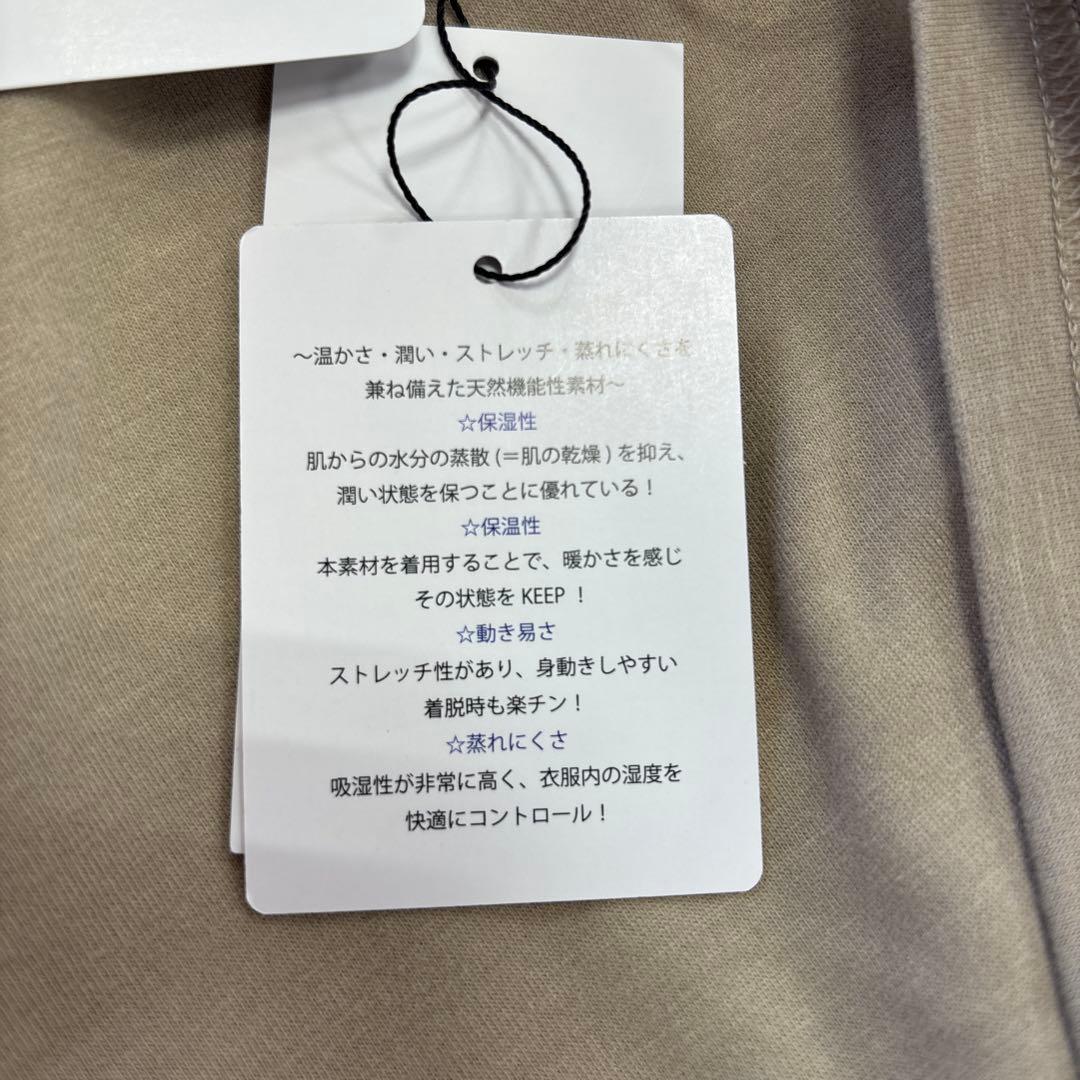 ～温かさ・潤い・ストレッチ・蒸れにくさを
兼ね備えた天然機能性素材～
☆保湿性
肌からの水分の蒸散(＝肌の乾燥)を抑え、
潤い状態を保つことに優れている！
☆保温性
本素材を着用することで、暖かさを感じ
その状態をKEEP！
☆動き易さ
ストレッチ性があり、身動きしやすい
着脱時も楽チン！
☆蒸れにくさ
吸湿性が非常に高く、衣服内の湿度を
快適にコントロール！